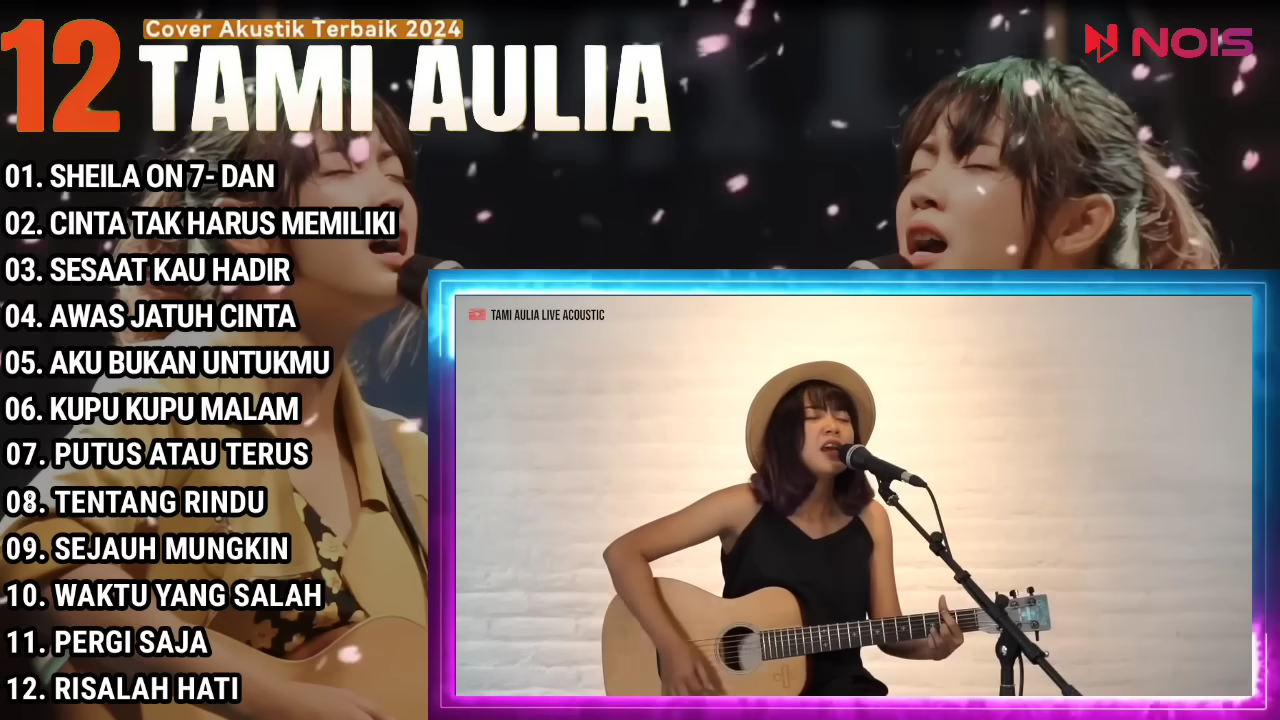 12
Cover Akustik Terbaik 2024
TAMI AULIA
NOIS
01. SHEILA ON 7- DAN
02. CINTA TAK HARUS MEMILIKI
03. SESAAT KAU HADIR
04. AWAS JATUH CINTA
05. AKU BUKAN UNTUKMU
06. KUPU KUPU MALAM
07. PUTUS ATAU TERUS
08. TENTANG RINDU
09. SEJAUH MUNGKIN
10. WAKTU YANG SALAH
11. PERGI SAJA
12. RISALAH HATI
TAMI AULIA LIVE ACOUSTIC